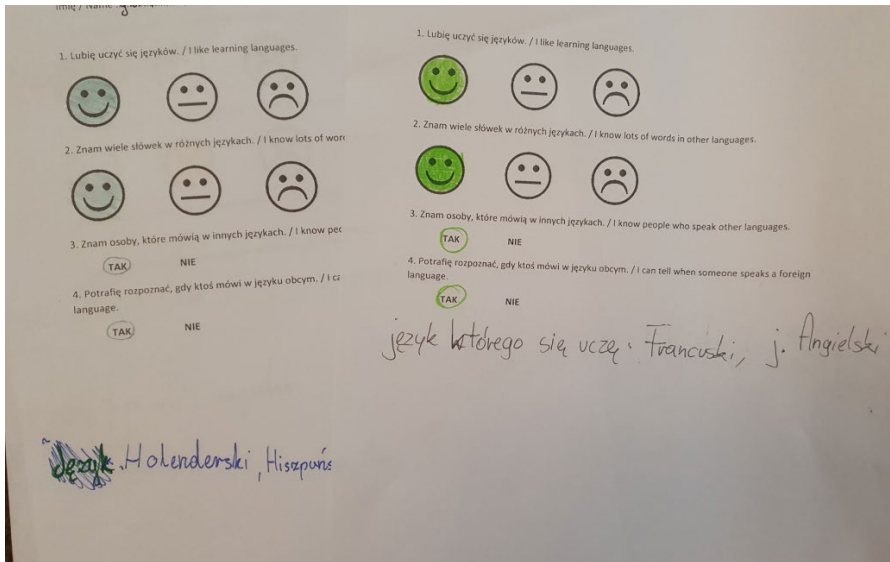 Imię / Name
1. Lubię uczyć się języków. / I like learning languages.
2. Znam wiele słówek w różnych językach. / I know lots of wor
3. Znam osoby, które mówią w innych językach. / I know pec
TAK NIE
4. Potrafię rozpoznać, gdy ktoś mówi w języku obcym. / I ca
language.
TAK NIE
Język. Holenderski, Hiszpańs
1. Lubię uczyć się języków. / I like learning languages.
2. Znam wiele słówek w różnych językach. / I know lots of words in other languages.
3. Znam osoby, które mówią w innych językach. / I know people who speak other languages.
TAK NIE
4. Potrafię rozpoznać, gdy ktoś mówi w języku obcym. / I can tell when someone speaks a foreign
language.
TAK NIE
język którego się uczę: Francuski, j. Angielski